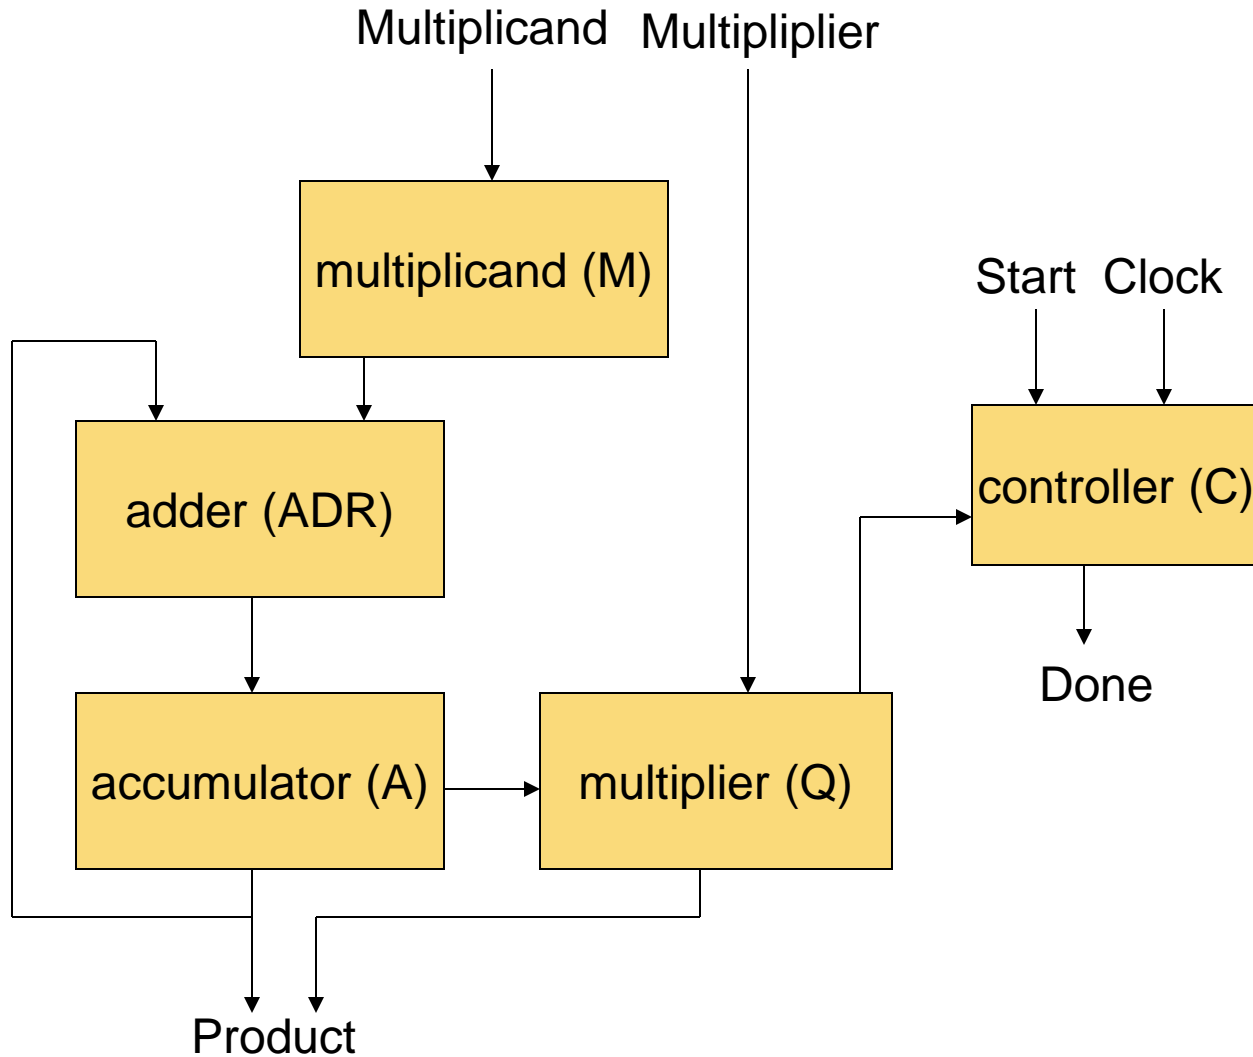 Multiplicand Multipliplier
multiplicand (M)
Start Clock
controller (C)
adder (ADR)
Done
accumulator (A)
multiplier (Q)
Product